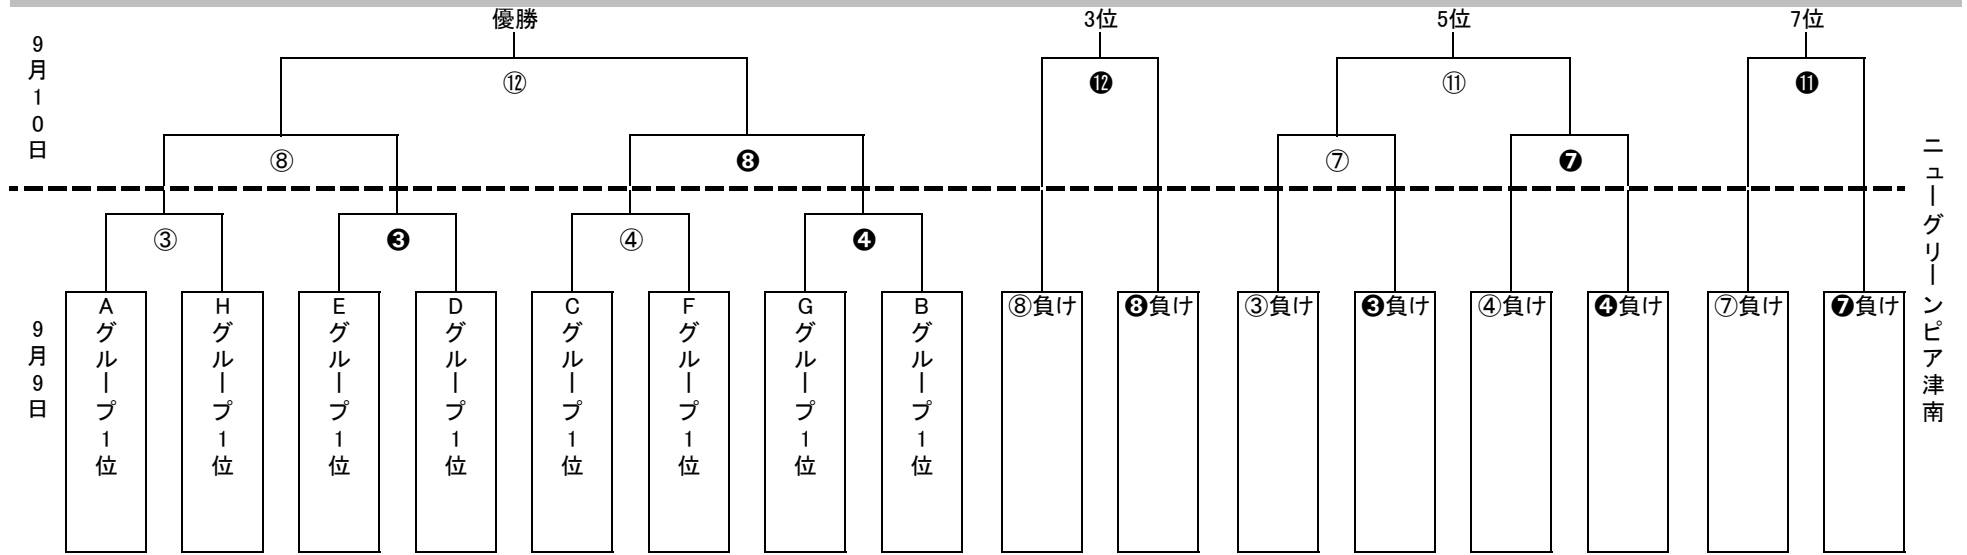 優勝
3位
5位
7位
9月10日
⑫
⓬
⑪
⓫
⑧
❽
⑦
❼
ニューグリーンピア津南
③
❸
④
❹
9月9日
Aグループ1位
Hグループ1位
Eグループ1位
Dグループ1位
Cグループ1位
Fグループ1位
Gグループ1位
Bグループ1位
⑧負け
❽負け
③負け
❸負け
④負け
❹負け
⑦負け
❼負け